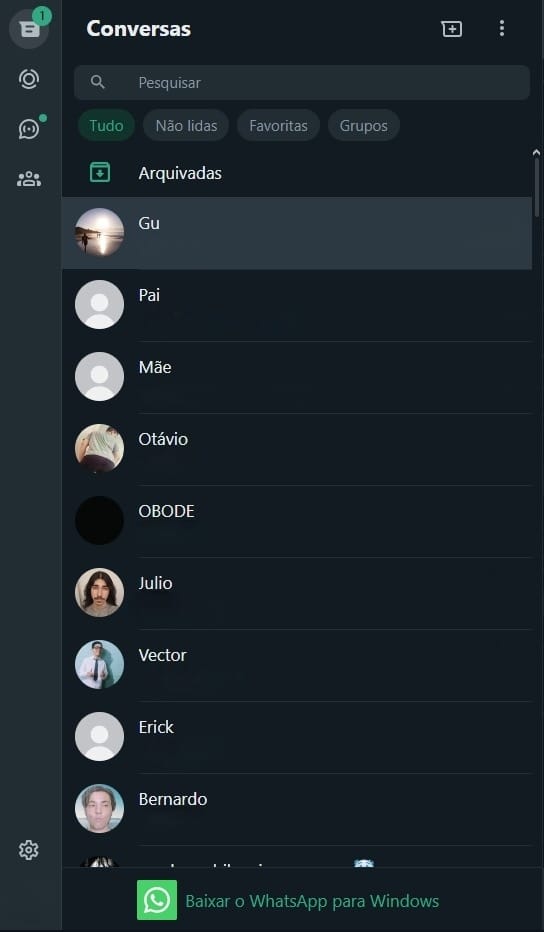 1
Conversas
Pesquisar
Tudo
Não lidas
Favoritas
Grupos
Arquivadas
Gu
Pai
Mãe
Otávio
OBODE
Julio
Vector
Erick
Bernardo
Baixar o WhatsApp para Windows